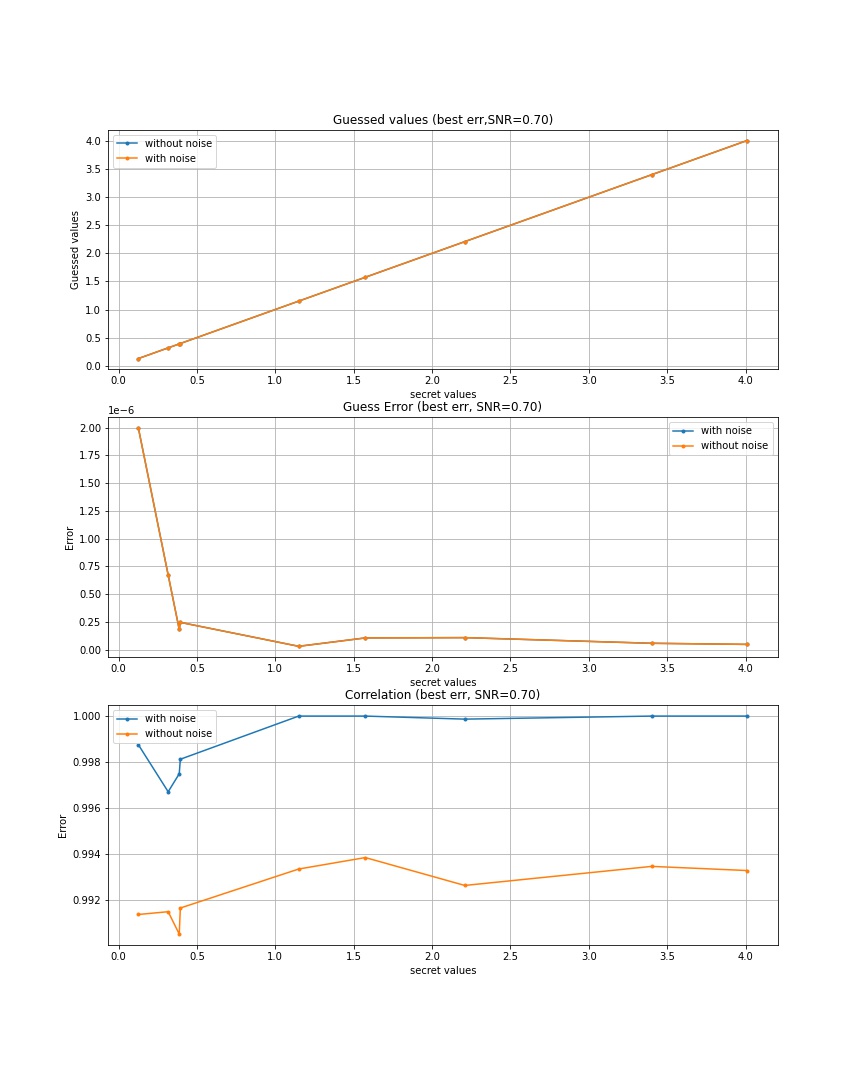 Guessed values (best err,SNR=0.70)
without noise
with noise
4.0
3.5
3.0
2.5
2.0
1.5
1.0
0.5
0.0
Guessed values
0.0 0.5 1.0 1.5 2.0 2.5 3.0 3.5 4.0
secret values
1e−6
Guess Error (best err, SNR=0.70)
with noise
without noise
2.00
1.75
1.50
1.25
1.00
0.75
0.50
0.25
0.00
Error
0.0 0.5 1.0 1.5 2.0 2.5 3.0 3.5 4.0
secret values
Correlation (best err, SNR=0.70)
with noise
without noise
1.000
0.998
0.996
0.994
0.992
Error
0.0 0.5 1.0 1.5 2.0 2.5 3.0 3.5 4.0
secret values